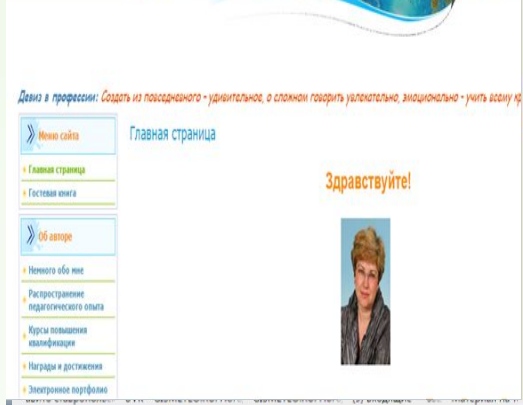 Девиз в профессии: Создать из повседневного - удивительное, о сложном говорить увлекательно, эмоционально - учить всему
Меню сайта
Главная страница
Гостевая книга
Об авторе
Немного обо мне
Распространение
педагогического опыта
Курсы повышения
квалификации
Награды и достижения
Электронное портфолио
Главная страница
Здравствуйте!